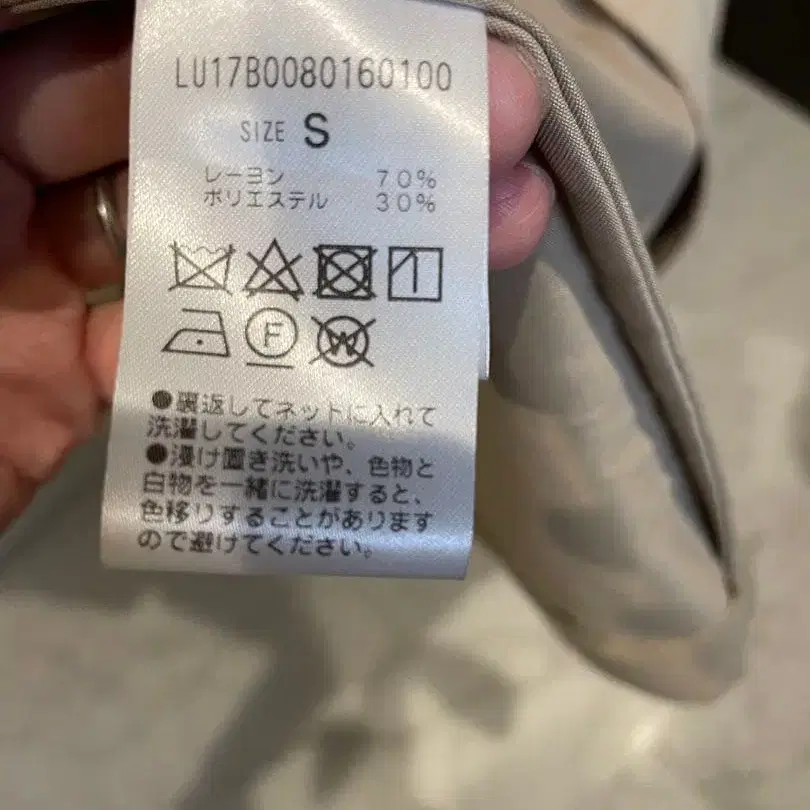 LU17B0080160100
SIZE S
レーヨン 70%
ポリエステル 30%
F
W
●裏返してネットに入れて
洗濯してください。
●浸け置き洗いや、色物と
白物を一緒に洗濯すると、
色移りすることがあります
ので避けてください。